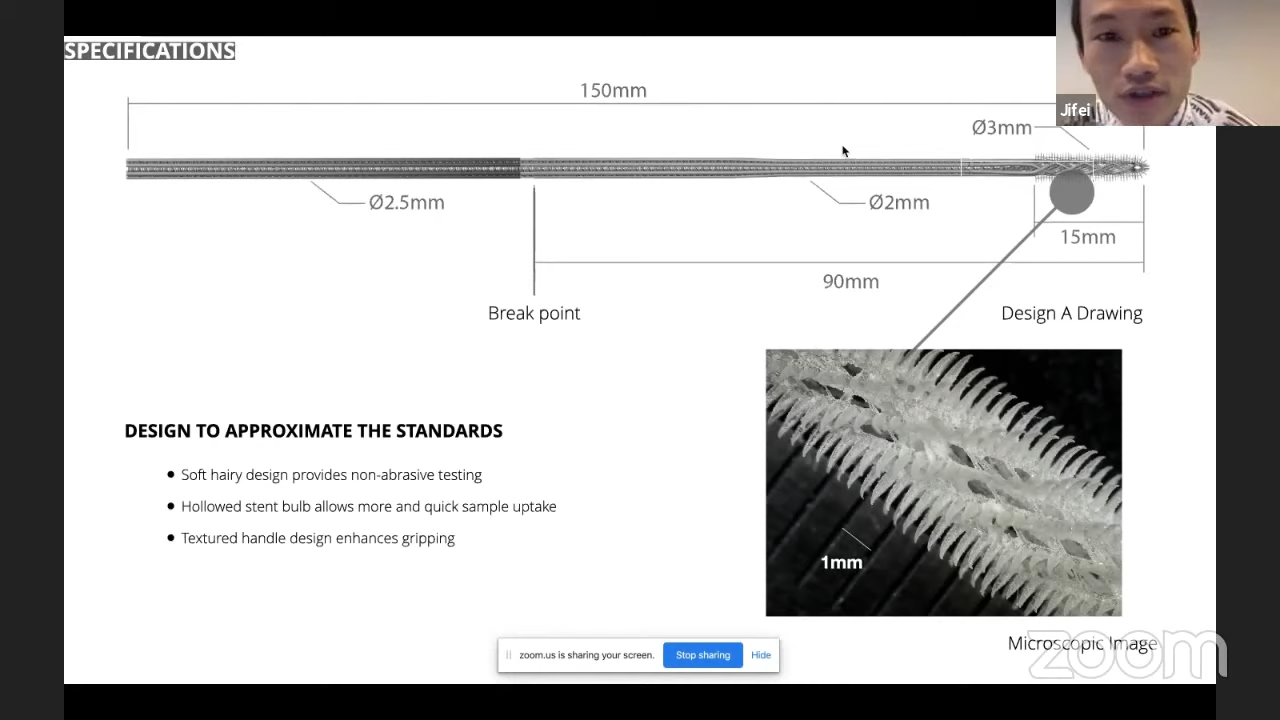 SPECIFICATIONS
150mm
Jifei
Ø3mm
Ø2.5mm
Ø2mm
15mm
90mm
Break point
Design A Drawing
DESIGN TO APPROXIMATE THE STANDARDS
● Soft hairy design provides non-abrasive testing
● Hollowed stent bulb allows more and quick sample uptake
● Textured handle design enhances gripping
1mm
Microscopic Image
zoom.us is sharing your screen. Stop sharing Hide
zoom